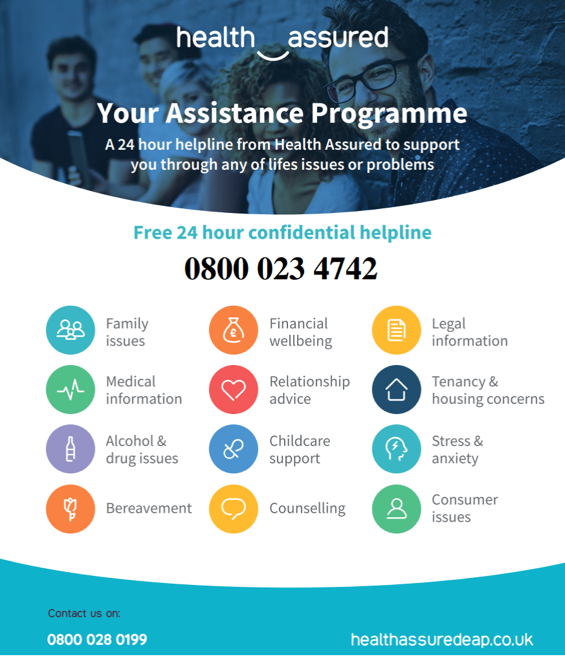 health assured
Your Assistance Programme
A 24 hour helpline from Health Assured to support
you through any of lifes issues or problems
Free 24 hour confidential helpline
0800 023 4742
Family
issues
Financial
wellbeing
Legal
information
Medical
information
Relationship
advice
Tenancy &
housing concerns
Alcohol &
drug issues
Childcare
support
Stress &
anxiety
Bereavement
Counselling
Consumer
issues
Contact us on:
0800 028 0199
healthassuredeap.co.uk